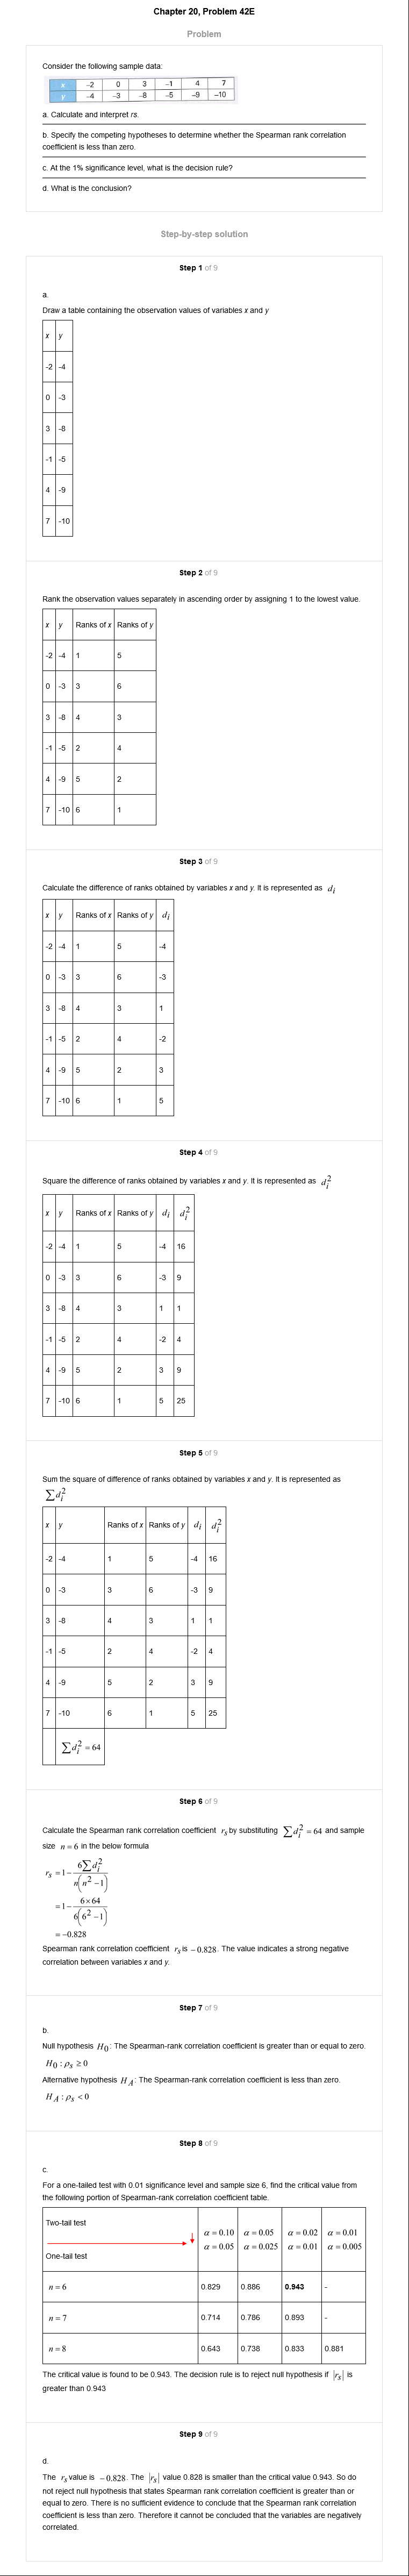 Chapter 20, Problem 42E
Problem
Consider the following sample data:
x -2 0 3 -1 4 7
y -4 -3 -8 -5 -9 -10
a. Calculate and interpret rs.
b. Specify the competing hypotheses to determine whether the Spearman rank correlation
coefficient is less than zero.
c. At the 1% significance level, what is the decision rule?
d. What is the conclusion?
Step-by-step solution
Step 1 of 9
a.
Draw a table containing the observation values of variables x and y
x y
-2 -4
0 -3
3 -8
-1 -5
4 -9
7 -10
Step 2 of 9
Rank the observation values separately in ascending order by assigning 1 to the lowest value.
x y Ranks of x Ranks of y
-2 -4 1 5
0 -3 3 6
3 -8 4 3
-1 -5 2 4
4 -9 5 2
7 -10 6 1
Step 3 of 9
Calculate the difference of ranks obtained by variables x and y. It is represented as d_i
x y Ranks of x Ranks of y d_i
-2 -4 1 5 -4
0 -3 3 6 -3
3 -8 4 3 1
-1 -5 2 4 -2
4 -9 5 2 3
7 -10 6 1 5
Step 4 of 9
Square the difference of ranks obtained by variables x and y. It is represented as d_i^2
x y Ranks of x Ranks of y d_i d_i^2
-2 -4 1 5 -4 16
0 -3 3 6 -3 9
3 -8 4 3 1 1
-1 -5 2 4 -2 4
4 -9 5 2 3 9
7 -10 6 1 5 25
Step 5 of 9
Sum the square of difference of ranks obtained by variables x and y. It is represented as
∑d_i^2
x y Ranks of x Ranks of y d_i d_i^2
-2 -4 1 5 -4 16
0 -3 3 6 -3 9
3 -8 4 3 1 1
-1 -5 2 4 -2 4
4 -9 5 2 3 9
7 -10 6 1 5 25
∑d_i^2 = 64
Step 6 of 9
Calculate the Spearman rank correlation coefficient r_s by substituting ∑d_i^2 = 64 and sample
size n = 6 in the below formula
r_s = 1 - 6∑d_i^2 / n(n^2 - 1)
= 1 - 6×64 / 6(6^2 - 1)
= -0.828
Spearman rank correlation coefficient r_s is -0.828. The value indicates a strong negative
correlation between variables x and y.
Step 7 of 9
b.
Null hypothesis H_0: The Spearman-rank correlation coefficient is greater than or equal to zero.
H_0 : ρ_s ≥ 0
Alternative hypothesis H_A: The Spearman-rank correlation coefficient is less than zero.
H_A : ρ_s < 0
Step 8 of 9
c.
For a one-tailed test with 0.01 significance level and sample size 6, find the critical value from
the following portion of Spearman-rank correlation coefficient table.
Two-tail test α = 0.10 α = 0.05 α = 0.02 α = 0.01
One-tail test α = 0.05 α = 0.025 α = 0.01 α = 0.005
n = 6 0.829 0.886 0.943 -
n = 7 0.714 0.786 0.893 -
n = 8 0.643 0.738 0.833 0.881
The critical value is found to be 0.943. The decision rule is to reject null hypothesis if |r_s| is
greater than 0.943
Step 9 of 9
d.
The r_s value is -0.828. The |r_s| value 0.828 is smaller than the critical value 0.943. So do
not reject null hypothesis that states Spearman rank correlation coefficient is greater than or
equal to zero. There is no sufficient evidence to conclude that the Spearman rank correlation
coefficient is less than zero. Therefore it cannot be concluded that the variables are negatively
correlated.